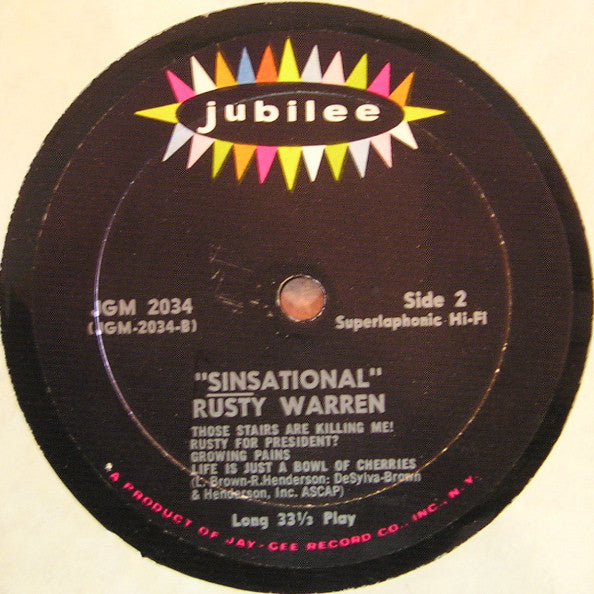 jubilee
JGM 2034
(JGM-2034-B)
Side 2
Superlaphonic Hi-Fi
"SINSATIONAL"
RUSTY WARREN
THOSE STAIRS ARE KILLING ME!
RUSTY FOR PRESIDENT?
GROWING PAINS
LIFE IS JUST A BOWL OF CHERRIES
(L. Brown-R.Henderson: DeSylva-Brown
& Henderson, Inc. ASCAP)
Long 33⅓ Play
A PRODUCT OF JAY-GEE RECORD CO., INC., N.Y.